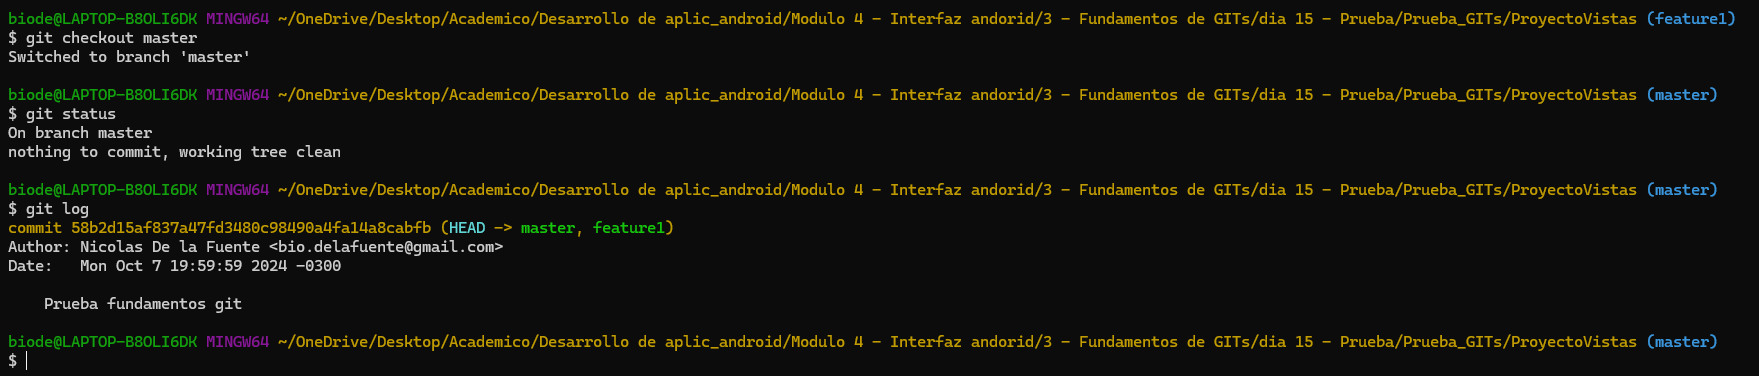 biode@LAPTOP-B8OLI6DK MINGW64 ~/OneDrive/Desktop/Academico/Desarrollo de aplic_android/Modulo 4 - Interfaz andorid/3 - Fundamentos de GITs/dia 15 - Prueba/Prueba_GITs/ProyectoVistas (feature1)
$ git checkout master
Switched to branch 'master'
biode@LAPTOP-B8OLI6DK MINGW64 ~/OneDrive/Desktop/Academico/Desarrollo de aplic_android/Modulo 4 - Interfaz andorid/3 - Fundamentos de GITs/dia 15 - Prueba/Prueba_GITs/ProyectoVistas (master)
$ git status
On branch master
nothing to commit, working tree clean
biode@LAPTOP-B8OLI6DK MINGW64 ~/OneDrive/Desktop/Academico/Desarrollo de aplic_android/Modulo 4 - Interfaz andorid/3 - Fundamentos de GITs/dia 15 - Prueba/Prueba_GITs/ProyectoVistas (master)
$ git log
commit 58b2d15af837a47fd3480c98490a4fa14a8cabfb (HEAD -> master, feature1)
Author: Nicolas De la Fuente <bio.delafuente@gmail.com>
Date:   Mon Oct 7 19:59:59 2024 -0300
    Prueba fundamentos git
biode@LAPTOP-B8OLI6DK MINGW64 ~/OneDrive/Desktop/Academico/Desarrollo de aplic_android/Modulo 4 - Interfaz andorid/3 - Fundamentos de GITs/dia 15 - Prueba/Prueba_GITs/ProyectoVistas (master)
$